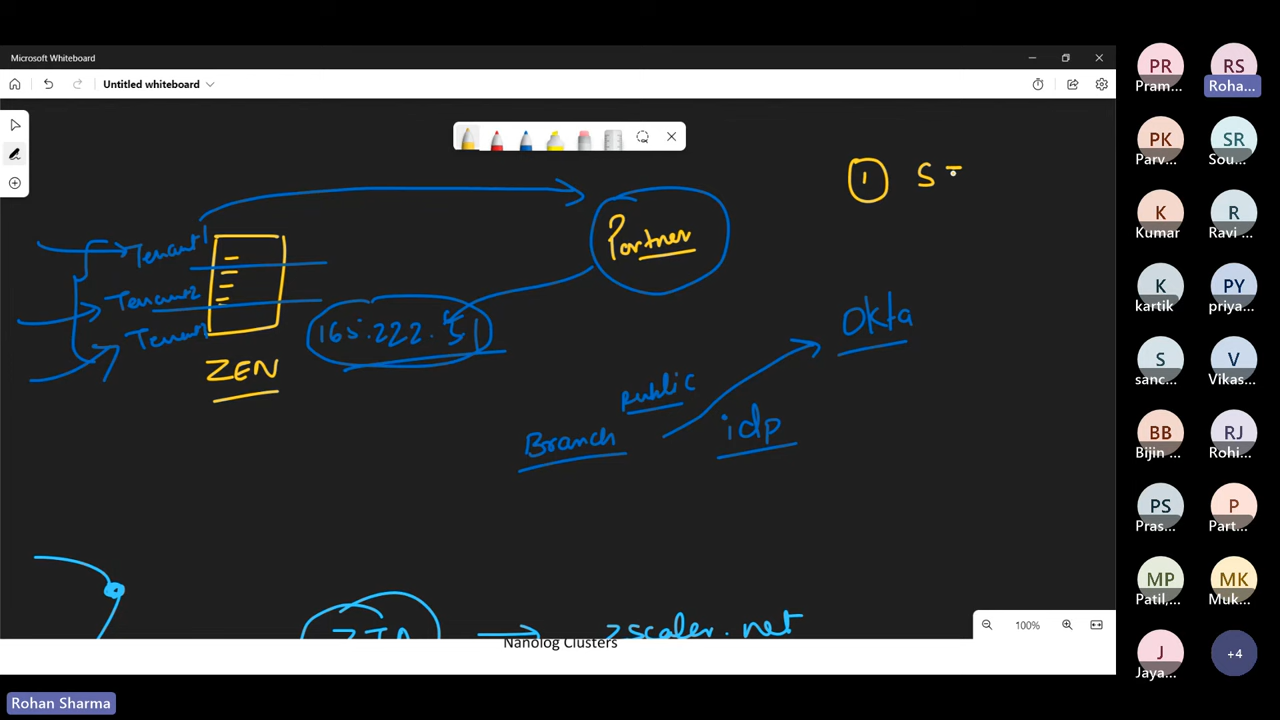 Microsoft Whiteboard
Untitled whiteboard
① S
Tenant1
Partner
Tenant2
165.222.51
Okta
ZEN
public
idp
Branch
ZIA
zscaler.net
Nanolog Clusters
Rohan Sharma
100%
PR
Pram...
RS
Roha...
PK
Parv...
SR
Sou...
K
Kumar
R
Ravi ...
K
kartik
PY
priya...
S
sanc...
V
Vikas...
BB
Bijin ...
RJ
Rohi...
PS
Pras...
P
Part...
MP
Patil,...
MK
Muk...
J
Jaya...
+4